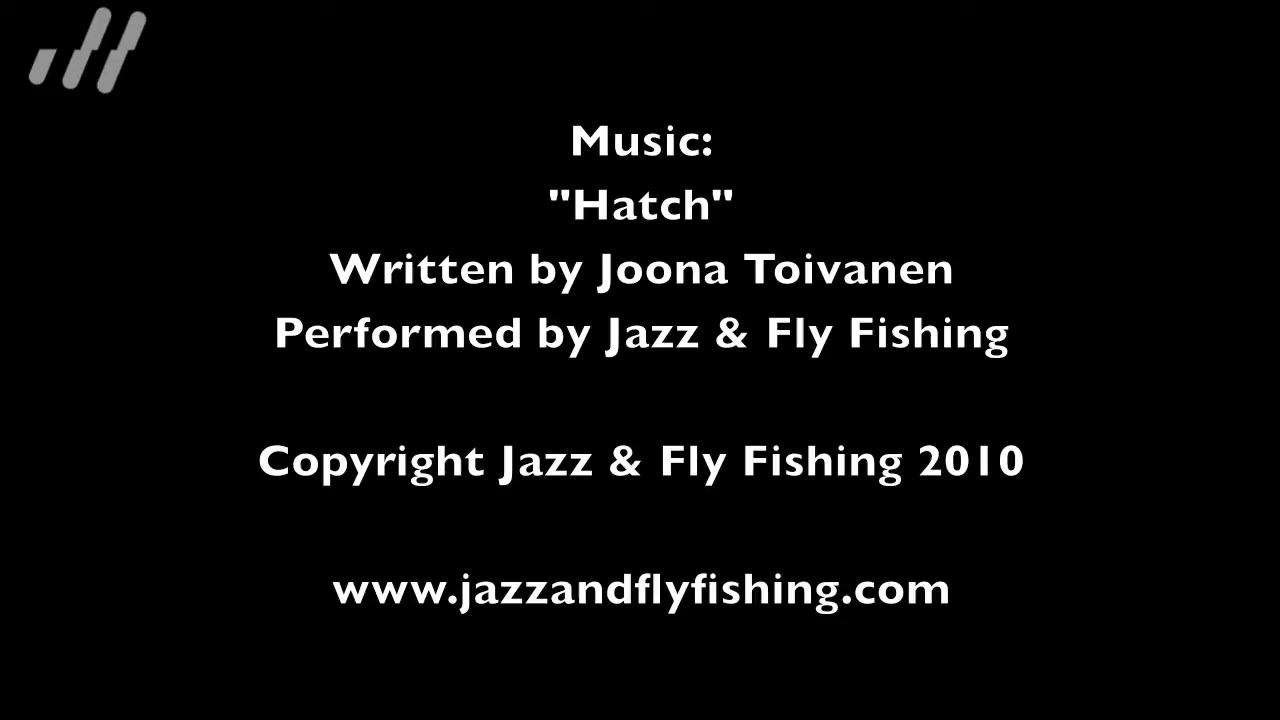 Music:
"Hatch"
Written by Joona Toivanen
Performed by Jazz & Fly Fishing
Copyright Jazz & Fly Fishing 2010
www.jazzandflyfishing.com